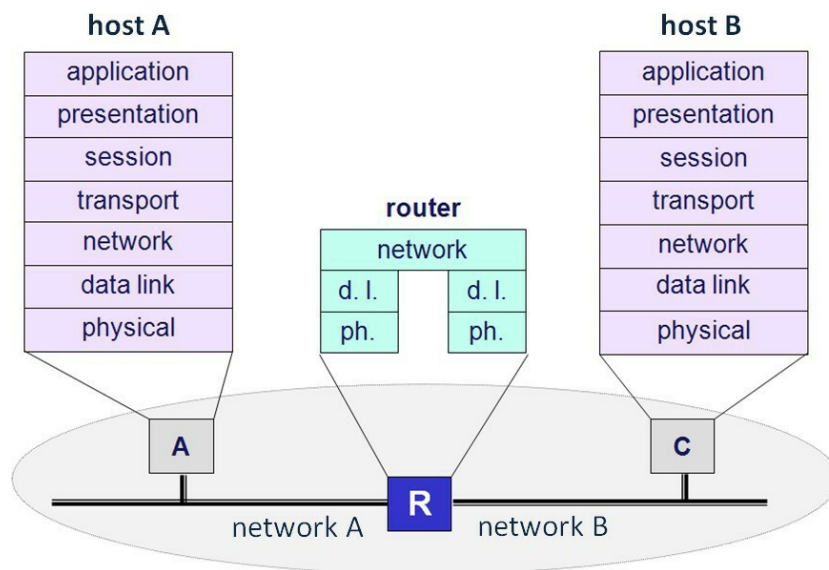 host A
application
presentation
session
transport
network
data link
physical
router
network
d. l.
d. l.
ph.
ph.
host B
application
presentation
session
transport
network
data link
physical
A
R
C
network A
network B